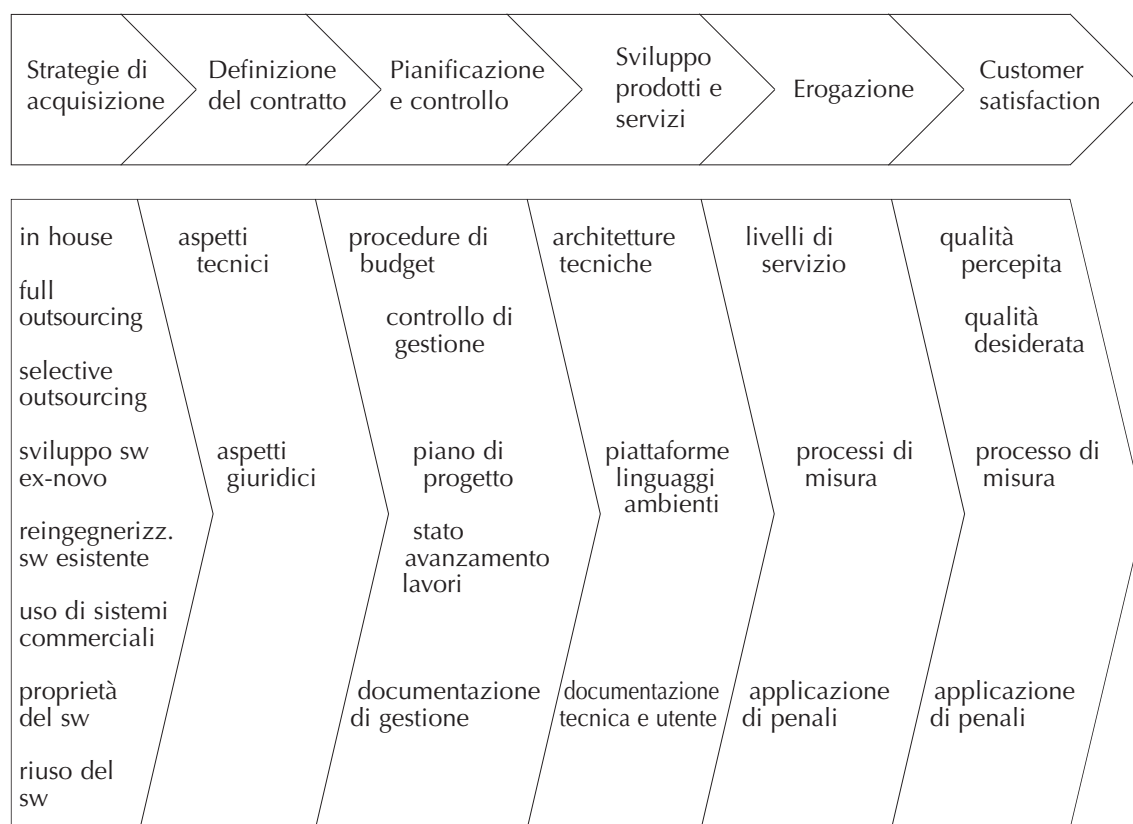 Strategie di
acquisizione
Definizione
del contratto
Pianificazione
e controllo
Sviluppo
prodotti e
servizi
Erogazione
Customer
satisfaction
in house
full
outsourcing
selective
outsourcing
sviluppo sw
ex-novo
reingegnerizz.
sw esistente
uso di sistemi
commerciali
proprietà
del sw
riuso del
sw
aspetti
tecnici
aspetti
giuridici
procedure di
budget
controllo di
gestione
piano di
progetto
stato
avanzamento
lavori
documentazione
di gestione
architetture
tecniche
piattaforme
linguaggi
ambienti
documentazione
tecnica e utente
livelli di
servizio
processi di
misura
applicazione
di penali
qualità
percepita
qualità
desiderata
processo di
misura
applicazione
di penali